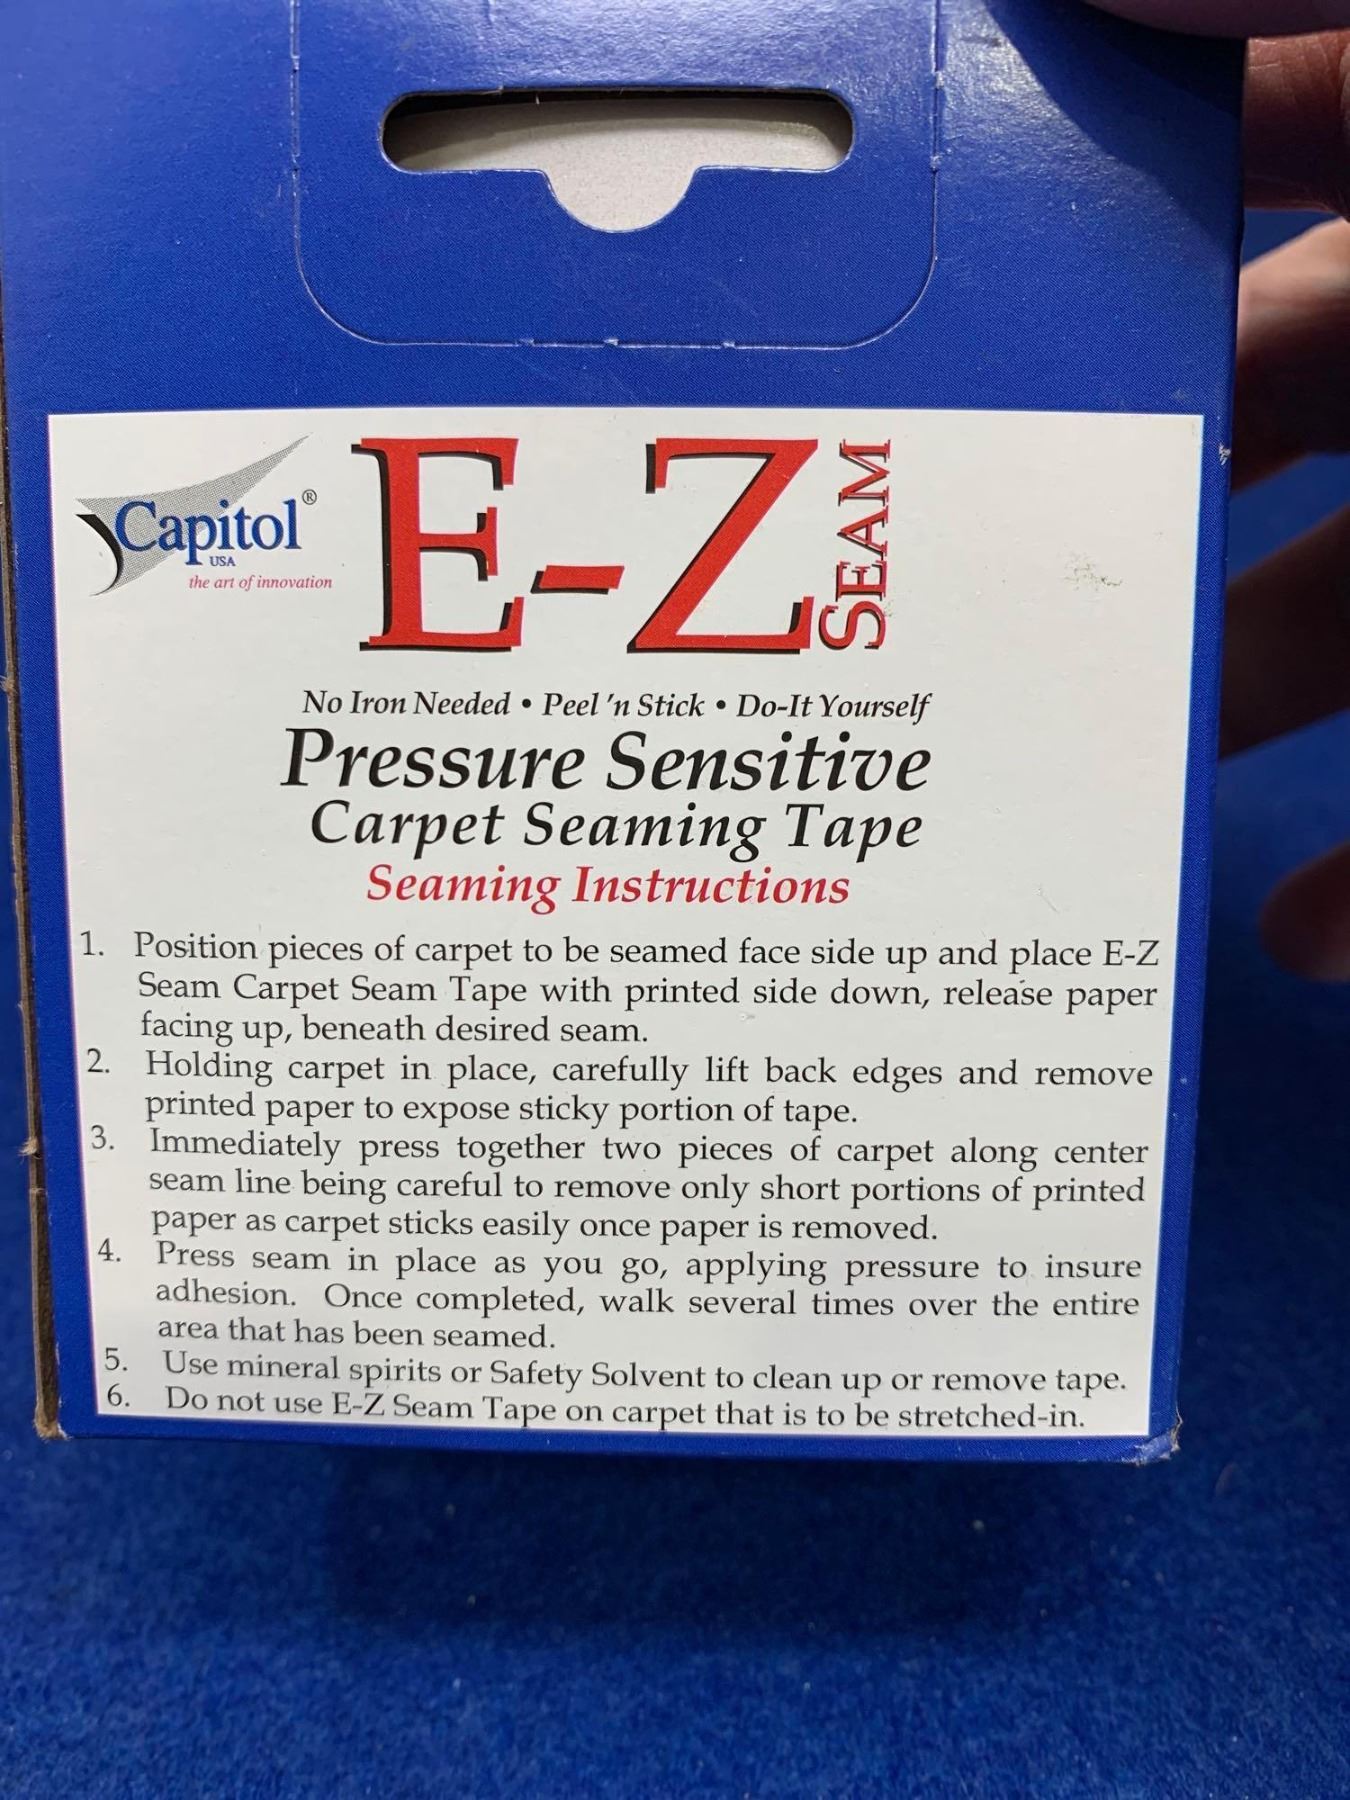 Capitol®
USA
the art of innovation
E-Z SEAM
No Iron Needed • Peel 'n Stick • Do-It Yourself
Pressure Sensitive
Carpet Seaming Tape
Seaming Instructions
1. Position pieces of carpet to be seamed face side up and place E-Z
Seam Carpet Seam Tape with printed side down, release paper
facing up, beneath desired seam.
2. Holding carpet in place, carefully lift back edges and remove
printed paper to expose sticky portion of tape.
3. Immediately press together two pieces of carpet along center
seam line being careful to remove only short portions of printed
paper as carpet sticks easily once paper is removed.
4. Press seam in place as you go, applying pressure to insure
adhesion. Once completed, walk several times over the entire
area that has been seamed.
5. Use mineral spirits or Safety Solvent to clean up or remove tape.
6. Do not use E-Z Seam Tape on carpet that is to be stretched-in.